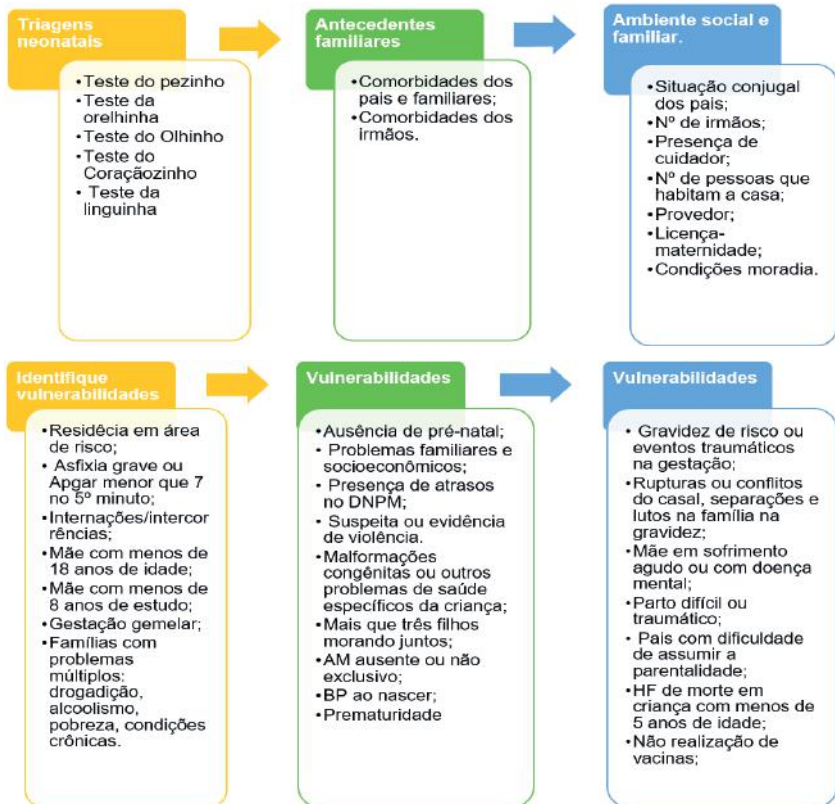 Triagens
neonatais
•Teste do pezinho
•Teste da
orelhinha
•Teste do Olhinho
•Teste do
Coraçãozinho
• Teste da
linguinha
Antecedentes
familiares
•Comorbidades dos
pais e familiares;
•Comorbidades dos
irmãos.
Ambiente social e
familiar.
•Situação conjugal
dos pais;
•Nº de irmãos;
•Presença de
cuidador;
•Nº de pessoas que
habitam a casa;
•Provedor;
•Licença-
maternidade;
•Condições moradia.
Identifique
vulnerabilidades
•Residêcia em área
de risco;
• Asfixia grave ou
Apgar menor que 7
no 5º minuto;
•Internações/intercor
rências;
•Mãe com menos de
18 anos de idade;
•Mãe com menos de
8 anos de estudo;
•Gestação gemelar;
•Famílias com
problemas
múltiplos:
drogadição,
alcoolismo,
pobreza, condições
crônicas.
Vulnerabilidades
•Ausência de pré-natal;
• Problemas familiares e
socioeconômicos;
•Presença de atrasos
no DNPM;
• Suspeita ou evidência
de violência.
•Malformações
congênitas ou outros
problemas de saúde
específicos da criança;
•Mais que três filhos
morando juntos;
•AM ausente ou não
exclusivo;
•BP ao nascer;
•Prematuridade
Vulnerabilidades
• Gravidez de risco ou
eventos traumáticos
na gestação;
•Rupturas ou conflitos
do casal, separações e
lutos na família na
gravidez;
•Mãe em sofrimento
agudo ou com doença
mental;
•Parto difícil ou
traumático;
• Pais com dificuldade
de assumir a
parentalidade;
•HF de morte em
criança com menos de
5 anos de idade;
•Não realização de
vacinas;